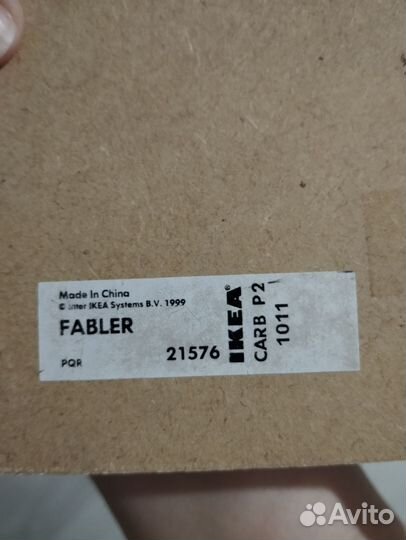 Made In China
© Inter IKEA Systems B.V. 1999
FABLER
PQR
21576
IKEA
CARB P2
1011
Avito